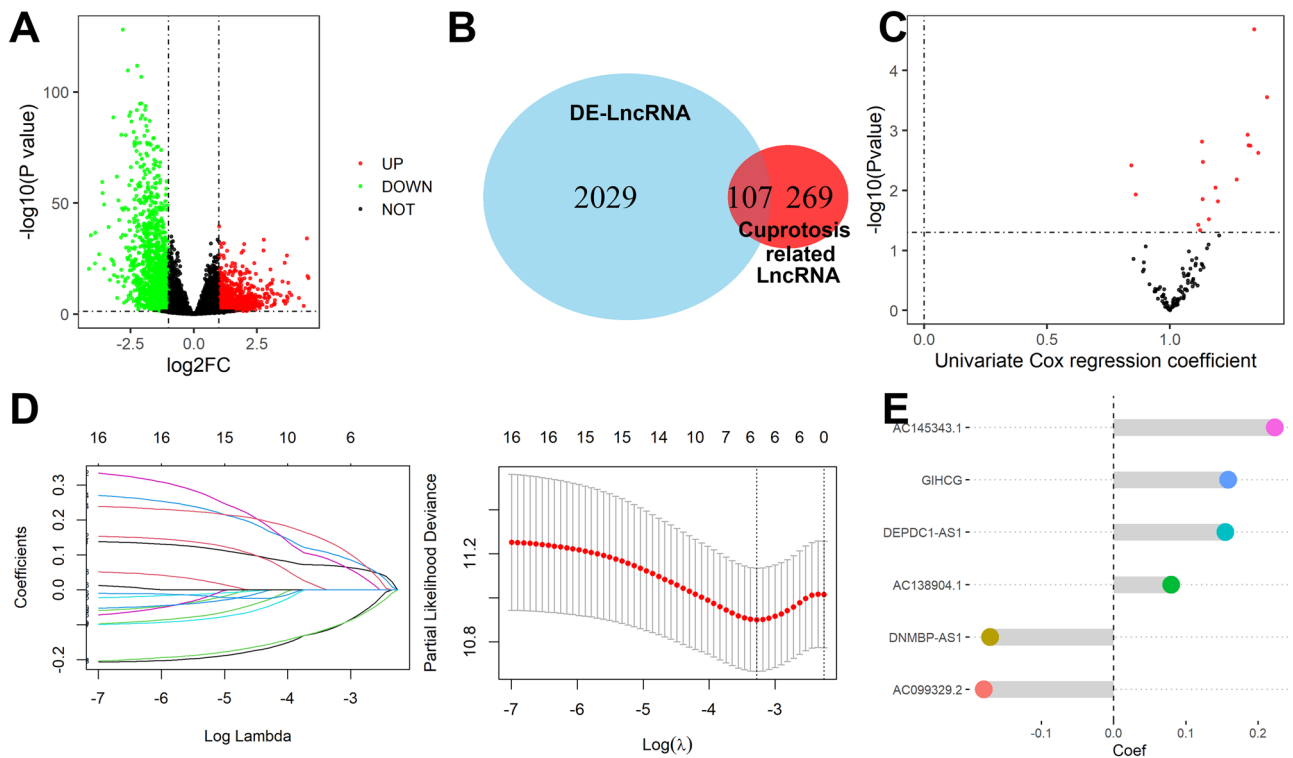 A
-log10(P value)
100
50
0
-2.5
0.0
2.5
log2FC
UP
DOWN
NOT
B
DE-LncRNA
2029
107
269
Cuprotosis
related
LncRNA
C
-log10(Pvalue)
4
3
2
1
0
0.0
0.5
1.0
Univariate Cox regression coefficient
D
16 16 15 10 6
Coefficients
0.3
0.2
0.1
0.0
-0.2
-7 -6 -5 -4 -3
Log Lambda
16 16 15 15 14 10 7 6 6 6 0
Partial Likelihood Deviance
11.2
10.8
-7 -6 -5 -4 -3
Log(λ)
E
AC145343.1
GIHCG
DEPDC1-AS1
AC138904.1
DNMBP-AS1
AC099329.2
-0.1 0.0 0.1 0.2
Coef